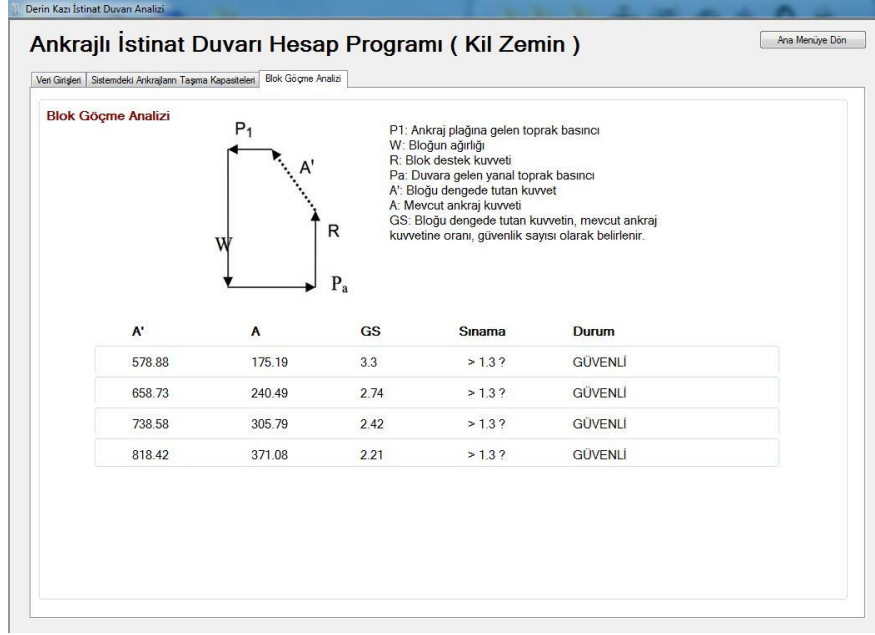 Derin Kazı İstinat Duvarı Analizi
Ankrajlı İstinat Duvarı Hesap Programı ( Kil Zemin )
Ana Menüye Dön
Veri Girişleri
Sistemdeki Ankrajların Taşıma Kapasiteleri
Blok Göçme Analizi
Blok Göçme Analizi
P1
A'
R
W
Pa
P1: Ankraj plağına gelen toprak basıncı
W: Bloğun ağırlığı
R: Blok destek kuvveti
Pa: Duvara gelen yanal toprak basıncı
A': Bloğu dengede tutan kuvvet
A: Mevcut ankraj kuvveti
GS: Bloğu dengede tutan kuvvetin, mevcut ankraj
kuvvetine oranı, güvenlik sayısı olarak belirlenir.
A' A GS Sınama Durum
578.88 175.19 3.3 > 1.3 ? GÜVENLİ
658.73 240.49 2.74 > 1.3 ? GÜVENLİ
738.58 305.79 2.42 > 1.3 ? GÜVENLİ
818.42 371.08 2.21 > 1.3 ? GÜVENLİ